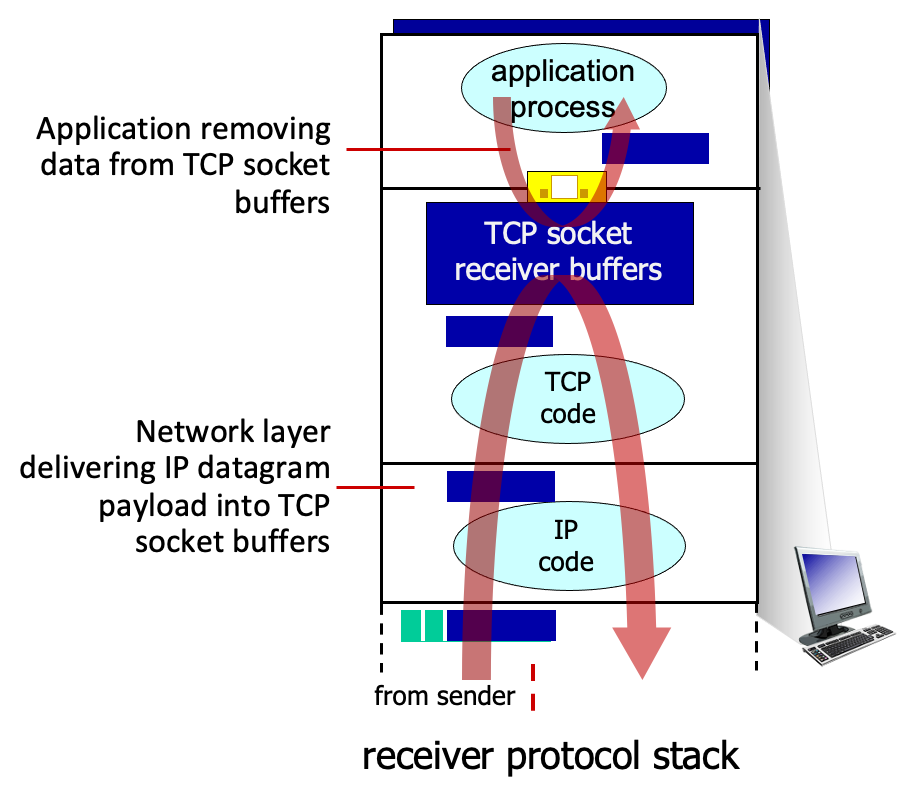 application
process
Application removing
data from TCP socket
buffers
TCP socket
receiver buffers
TCP
code
Network layer
delivering IP datagram
payload into TCP
socket buffers
IP
code
from sender
receiver protocol stack